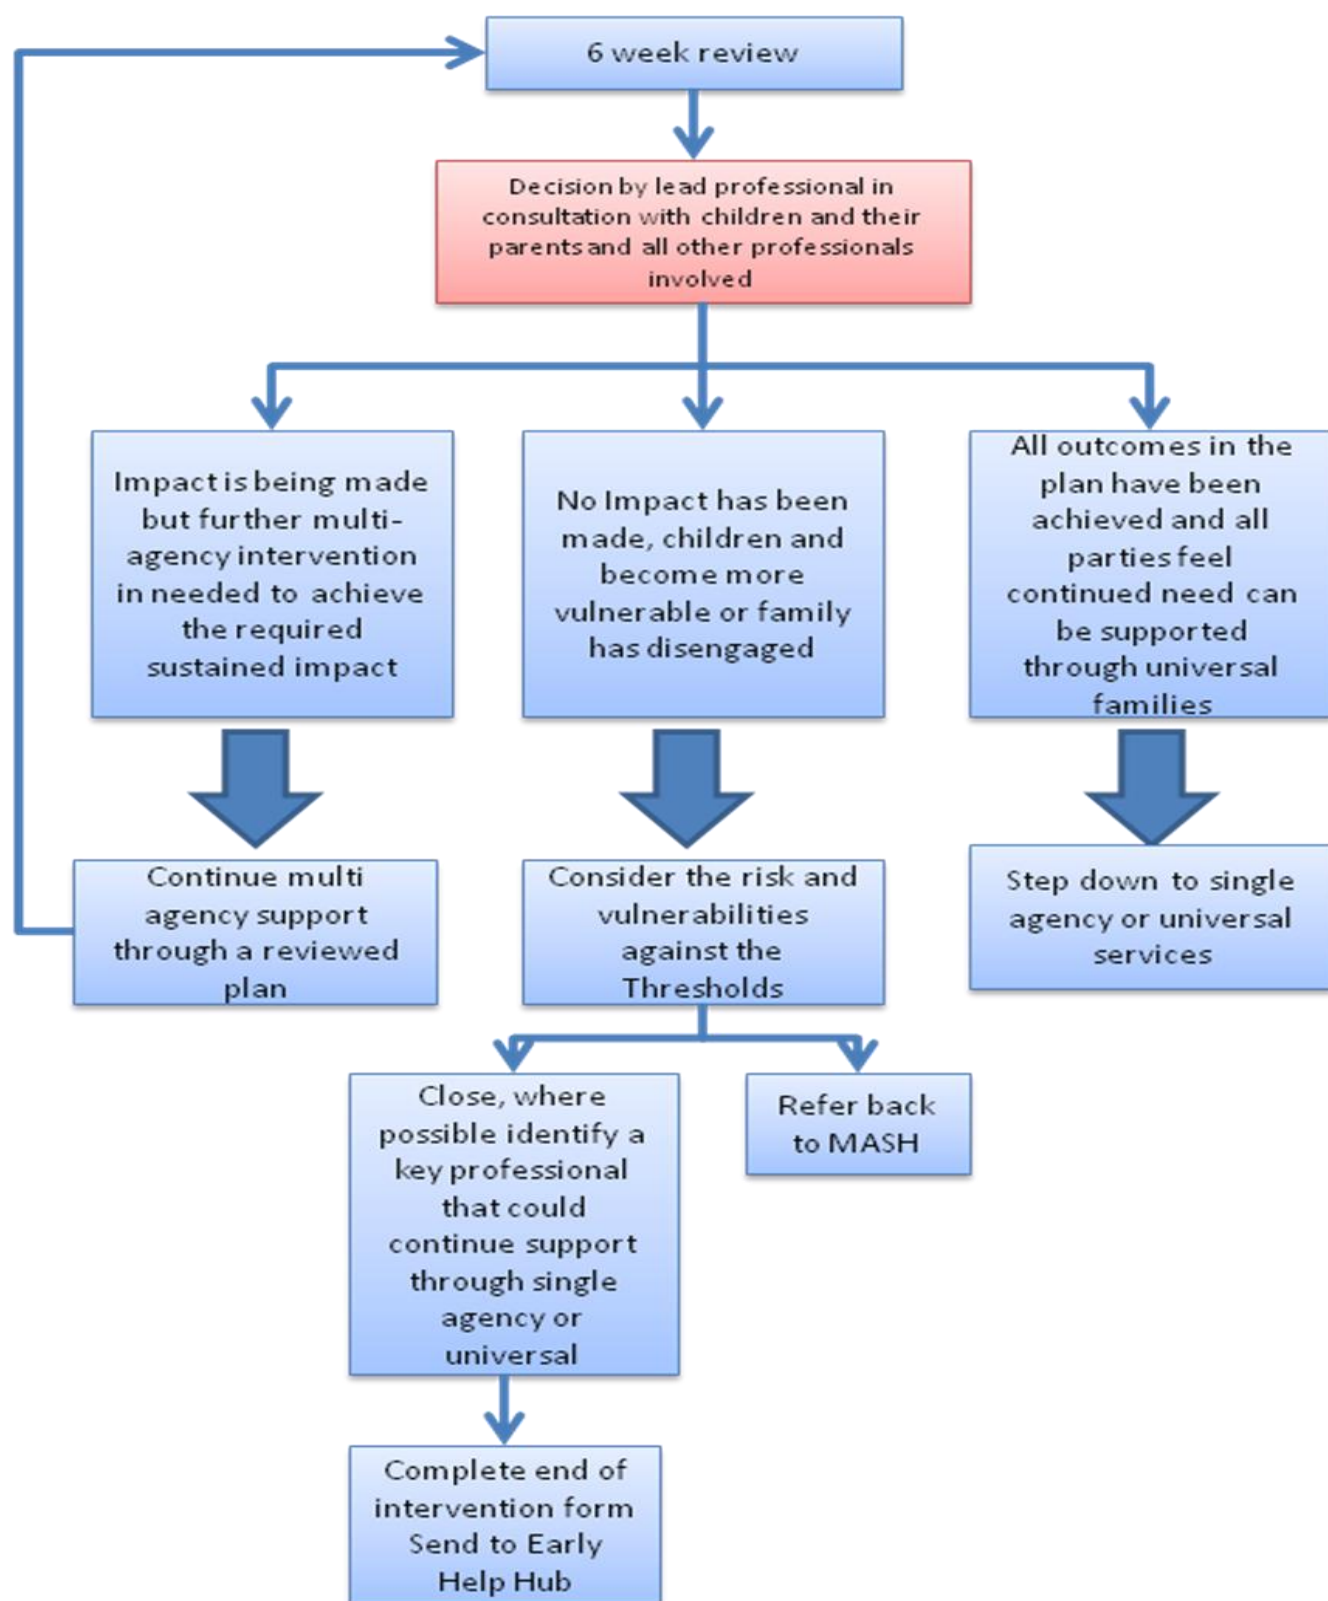 6 week review
Decision by lead professional in
consultation with children and their
parents and all other professionals
involved
Impact is being made
but further multi-
agency intervention
in needed to achieve
the required
sustained impact
No Impact has been
made, children and
become more
vulnerable or family
has disengaged
All outcomes in the
plan have been
achieved and all
parties feel
continued need can
be supported
through universal
families
Continue multi
agency support
through a reviewed
plan
Consider the risk and
vulnerabilities
against the
Thresholds
Step down to single
agency or universal
services
Close, where
possible identify a
key professional
that could
continue support
through single
agency or
universal
Refer back
to MASH
Complete end of
intervention form
Send to Early
Help Hub